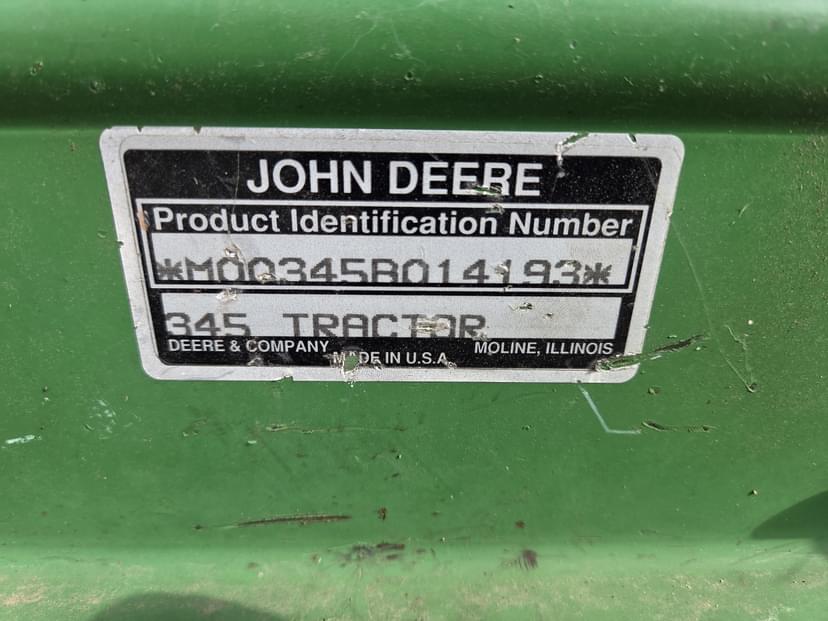 JOHN DEERE
Product Identification Number
*M00345B014193*
345 TRACTOR
DEERE & COMPANY
MOLINE, ILLINOIS
MADE IN U.S.A.